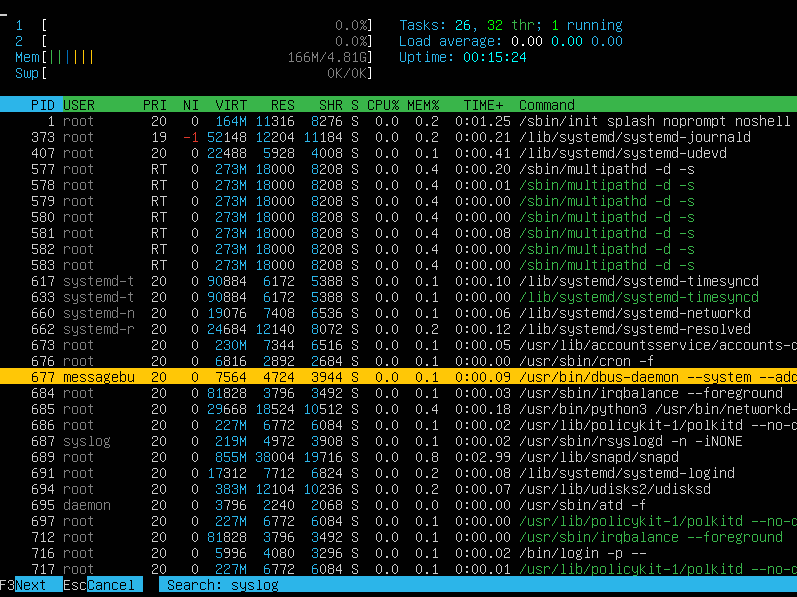 1 [ 0.0%] Tasks: 26, 32 thr; 1 running
2 [ 0.0%] Load average: 0.00 0.00 0.00
Mem[|||||| 166M/4.81G] Uptime: 00:15:24
Swp[ 0K/0K]
PID USER PRI NI VIRT RES SHR S CPU% MEM% TIME+ Command
1 root 20 0 164M 11316 8276 S 0.0 0.2 0:01.25 /sbin/init splash noprompt noshell
373 root 19 -1 52148 12204 11184 S 0.0 0.2 0:00.21 /lib/systemd/systemd-journald
407 root 20 0 22488 5928 4008 S 0.0 0.1 0:00.41 /lib/systemd/systemd-udevd
577 root RT 0 273M 18000 8208 S 0.0 0.4 0:00.20 /sbin/multipathd -d -s
578 root RT 0 273M 18000 8208 S 0.0 0.4 0:00.01 /sbin/multipathd -d -s
579 root RT 0 273M 18000 8208 S 0.0 0.4 0:00.00 /sbin/multipathd -d -s
580 root RT 0 273M 18000 8208 S 0.0 0.4 0:00.00 /sbin/multipathd -d -s
581 root RT 0 273M 18000 8208 S 0.0 0.4 0:00.08 /sbin/multipathd -d -s
582 root RT 0 273M 18000 8208 S 0.0 0.4 0:00.00 /sbin/multipathd -d -s
583 root RT 0 273M 18000 8208 S 0.0 0.4 0:00.00 /sbin/multipathd -d -s
617 systemd-t 20 0 90884 6172 5388 S 0.0 0.1 0:00.10 /lib/systemd/systemd-timesyncd
633 systemd-t 20 0 90884 6172 5388 S 0.0 0.1 0:00.00 /lib/systemd/systemd-timesyncd
660 systemd-n 20 0 19076 7408 6536 S 0.0 0.1 0:00.06 /lib/systemd/systemd-networkd
662 systemd-r 20 0 24684 12140 8072 S 0.0 0.2 0:00.12 /lib/systemd/systemd-resolved
673 root 20 0 230M 7344 6516 S 0.0 0.1 0:00.05 /usr/lib/accountsservice/accounts-d
676 root 20 0 6816 2892 2684 S 0.0 0.1 0:00.00 /usr/sbin/cron -f
677 messagebu 20 0 7564 4724 3944 S 0.0 0.1 0:00.09 /usr/bin/dbus-daemon --system --add
684 root 20 0 81828 3796 3492 S 0.0 0.1 0:00.03 /usr/sbin/irqbalance --foreground
685 root 20 0 29668 18524 10512 S 0.0 0.4 0:00.18 /usr/bin/python3 /usr/bin/networkd-
686 root 20 0 227M 6772 6084 S 0.0 0.1 0:00.02 /usr/lib/policykit-1/polkitd --no-d
687 syslog 20 0 219M 4972 3908 S 0.0 0.1 0:00.02 /usr/sbin/rsyslogd -n -iNONE
689 root 20 0 855M 38004 19716 S 0.0 0.8 0:02.99 /usr/lib/snapd/snapd
691 root 20 0 17312 7712 6824 S 0.0 0.2 0:00.08 /lib/systemd/systemd-logind
694 root 20 0 383M 12104 10236 S 0.0 0.2 0:00.07 /usr/lib/udisks2/udisksd
695 daemon 20 0 3796 2240 2068 S 0.0 0.0 0:00.00 /usr/sbin/atd -f
697 root 20 0 227M 6772 6084 S 0.0 0.1 0:00.00 /usr/lib/policykit-1/polkitd --no-d
712 root 20 0 81828 3796 3492 S 0.0 0.1 0:00.00 /usr/sbin/irqbalance --foreground
716 root 20 0 5996 4080 3296 S 0.0 0.1 0:00.02 /bin/login -p --
717 root 20 0 227M 6772 6084 S 0.0 0.1 0:00.00 /usr/lib/policykit-1/polkitd --no-d
F3Next EscCancel Search: syslog